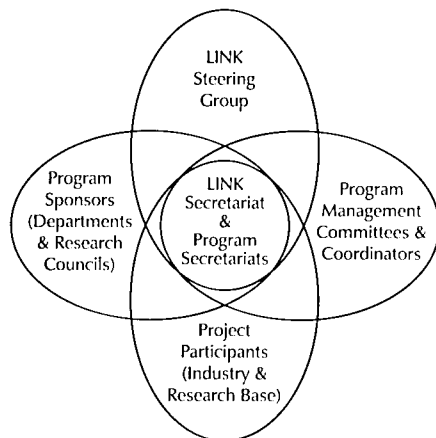 LINK
Steering
Group
Program
Sponsors
(Departments
& Research
Councils)
LINK
Secretariat
&
Program
Secretariats
Program
Management
Committees &
Coordinators
Project
Participants
(Industry &
Research Base)